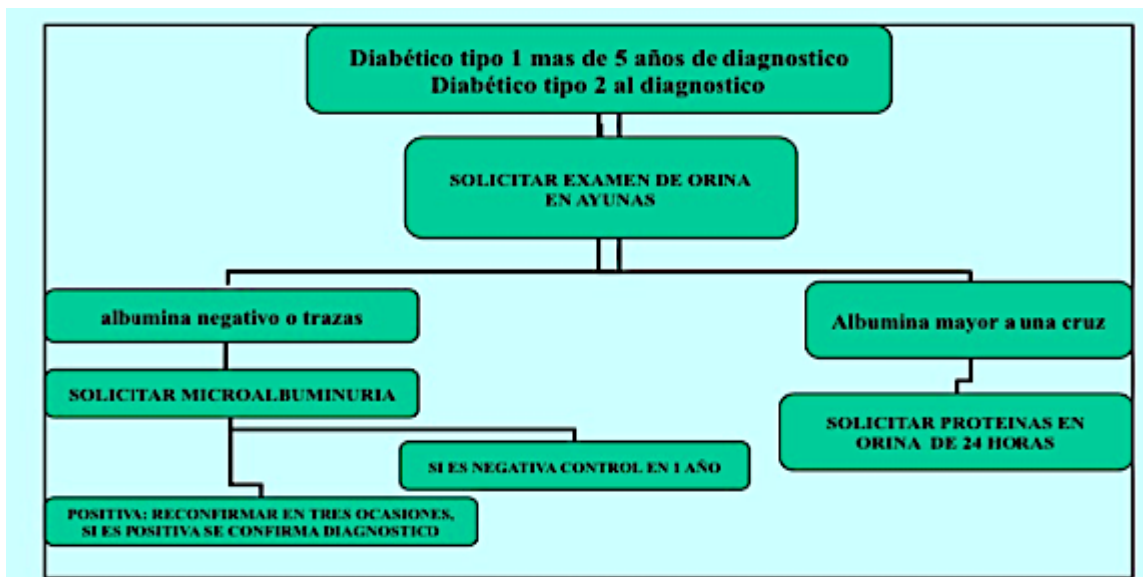 Diabético tipo 1 mas de 5 años de diagnostico
Diabético tipo 2 al diagnostico
SOLICITAR EXAMEN DE ORINA
EN AYUNAS
albumina negativo o trazas
Albumina mayor a una cruz
SOLICITAR MICROALBUMINURIA
SOLICITAR PROTEINAS EN
ORINA DE 24 HORAS
SI ES NEGATIVA CONTROL EN 1 AÑO
POSITIVA: RECONFIRMAR EN TRES OCASIONES,
SI ES POSITIVA SE CONFIRMA DIAGNOSTICO